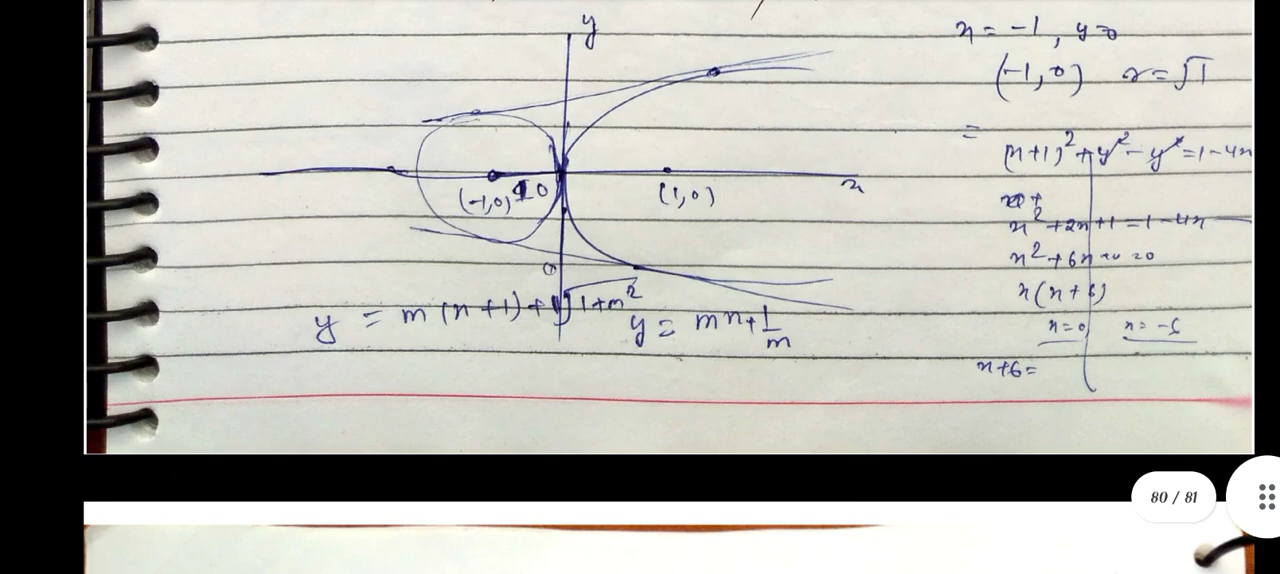 y
x = -1, y=0
(-1, 0) r = √1
=
(x+1)² + y² - y² = 1 - 4x
(-1,0) 0 (1,0) x
x² + 2x + 1 = 1 - 4x
x² + 6x = 0
x(x+6)
y = m(x+1) + √1+m² y = mx + 1/m
x=0 x = -6
x+6=
80 / 81